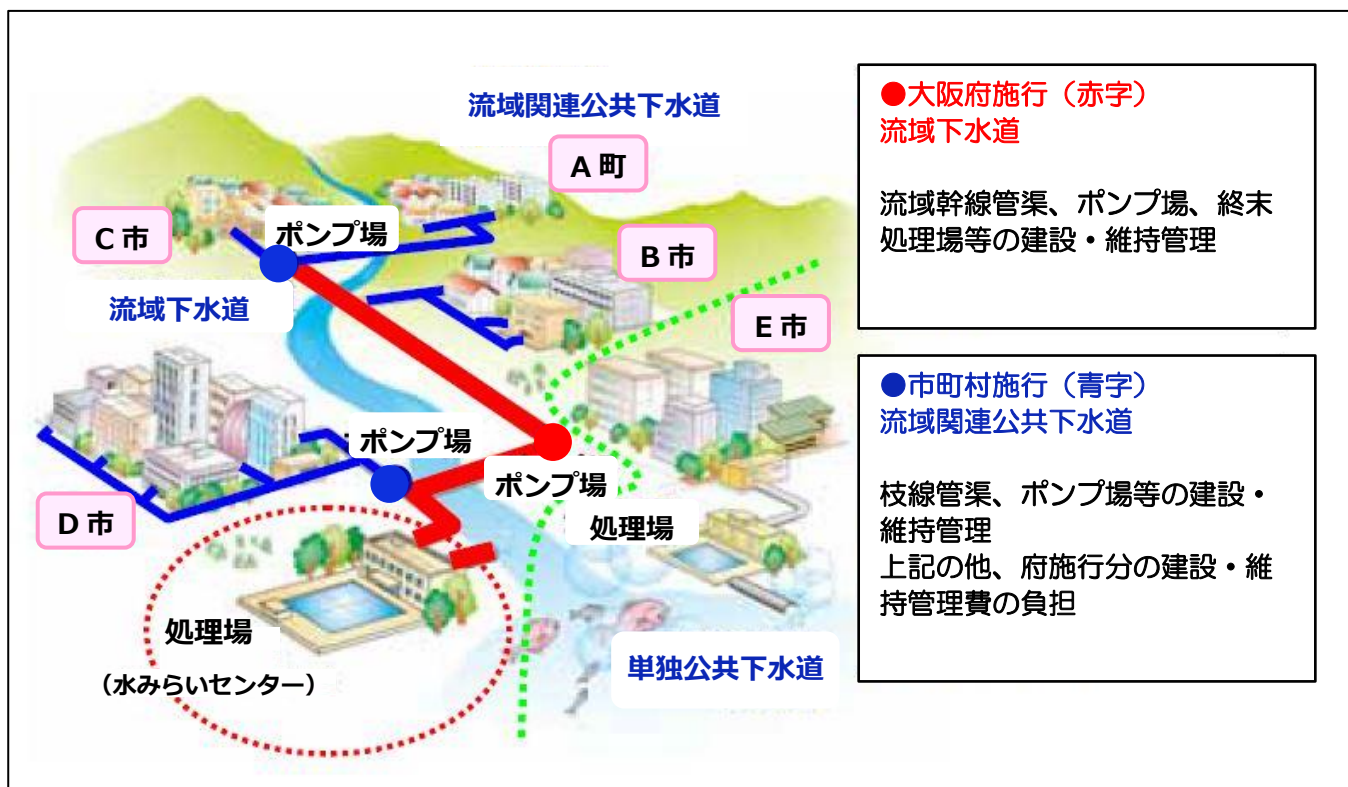 流域関連公共下水道
A町
C市
ポンプ場
B市
流域下水道
E市
ポンプ場
ポンプ場
D市
処理場
処理場
(水みらいセンター)
単独公共下水道
●大阪府施行(赤字)
流域下水道
流域幹線管渠、ポンプ場、終末
処理場等の建設・維持管理
●市町村施行(青字)
流域関連公共下水道
枝線管渠、ポンプ場等の建設・
維持管理
上記の他、府施行分の建設・維
持管理費の負担